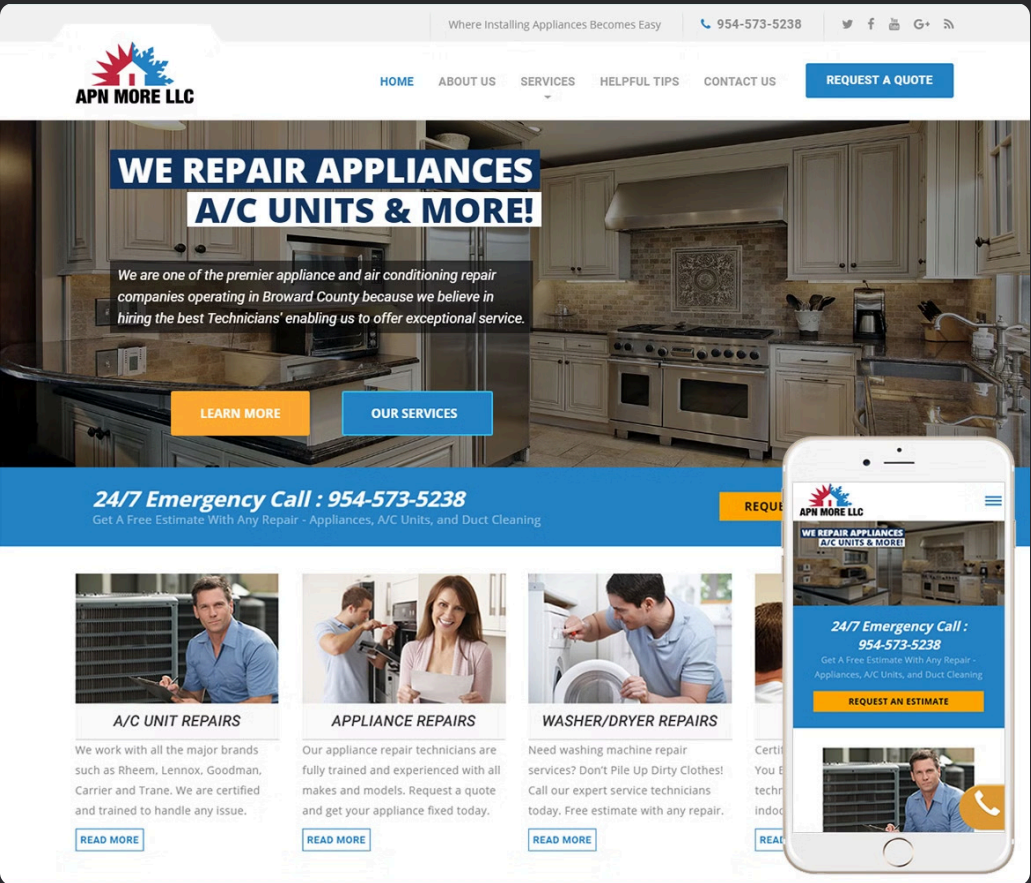 Where Installing Appliances Becomes Easy
954-573-5238
G+
APN MORE LLC
HOME
ABOUT US
SERVICES
HELPFUL TIPS
CONTACT US
REQUEST A QUOTE
WE REPAIR APPLIANCES
A/C UNITS & MORE!
We are one of the premier appliance and air conditioning repair
companies operating in Broward County because we believe in
hiring the best Technicians' enabling us to offer exceptional service.
LEARN MORE
OUR SERVICES
24/7 Emergency Call : 954-573-5238
Get A Free Estimate With Any Repair - Appliances, A/C Units, and Duct Cleaning
REQUE
A/C UNIT REPAIRS
We work with all the major brands
such as Rheem, Lennox, Goodman,
Carrier and Trane. We are certified
and trained to handle any issue.
READ MORE
APPLIANCE REPAIRS
Our appliance repair technicians are
fully trained and experienced with all
makes and models. Request a quote
and get your appliance fixed today.
READ MORE
WASHER/DRYER REPAIRS
Need washing machine repair
services? Don't Pile Up Dirty Clothes!
Call our expert service technicians
today. Free estimate with any repair.
READ MORE
Certif
You E
techn
indoo
READ
APN MORE LLC
WE REPAIR APPLIANCES
A/C UNITS & MORE!
24/7 Emergency Call :
954-573-5238
Get A Free Estimate With Any Repair -
Appliances, A/C Units, and Duct Cleaning
REQUEST AN ESTIMATE